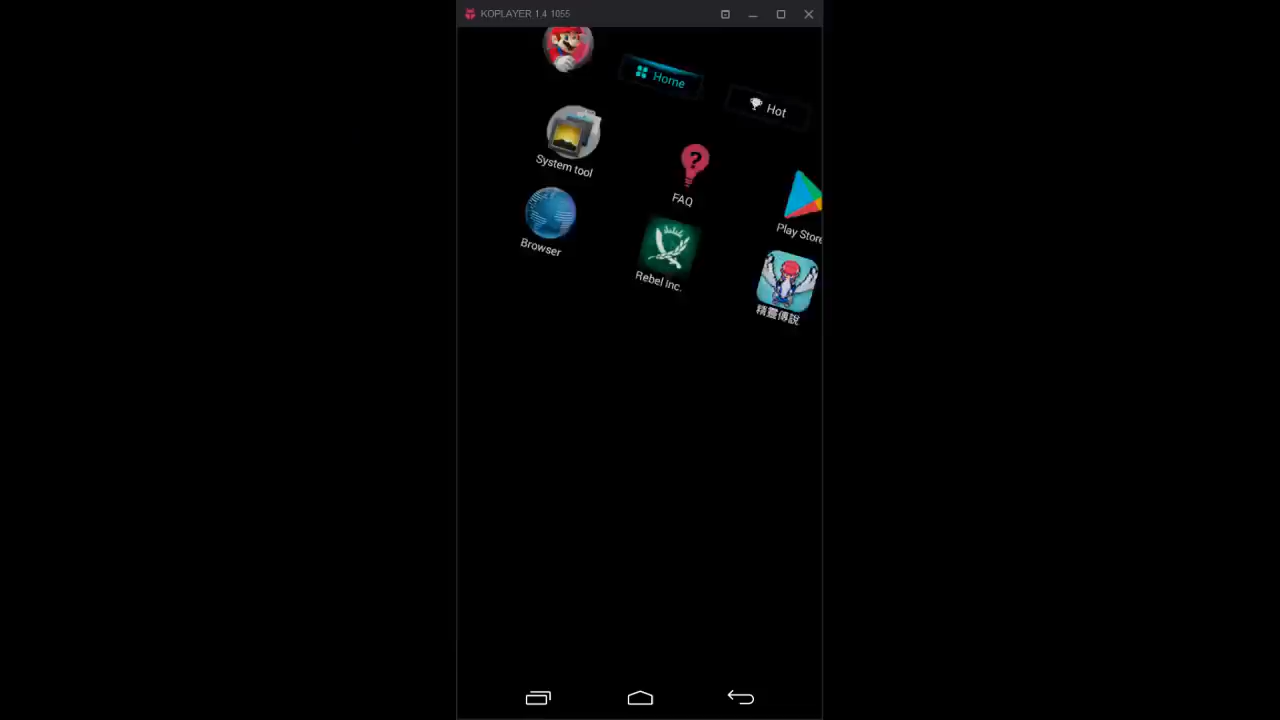 KOPLAYER 1.4 1055
Home
Hot
System tool
FAQ
Play Store
Browser
Rebel Inc.
精靈傳說